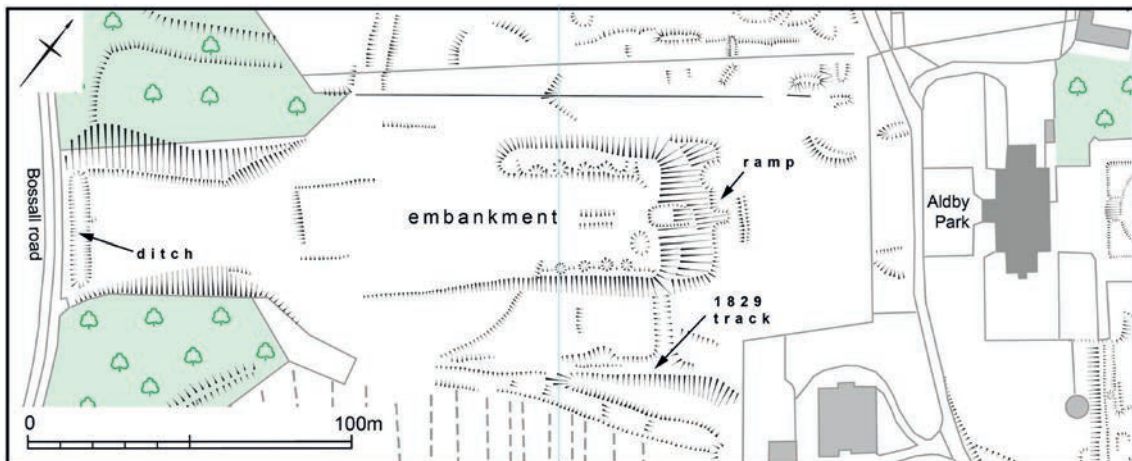 ramp
Aldby
Park
Bossall road
embankment
ditch
1829
track
0
100m